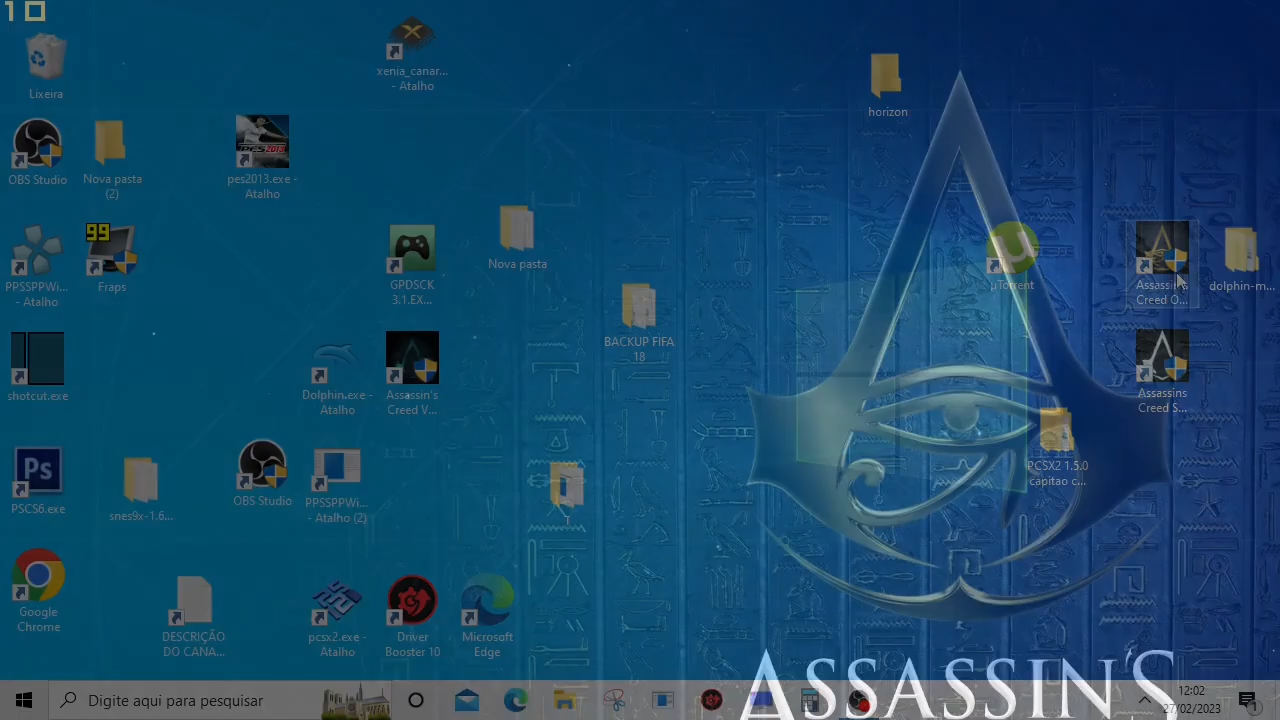 10
Lixeira
xenia_canar...
- Atalho
horizon
OBS Studio
Nova pasta
(2)
PES2013
pes2013.exe -
Atalho
99
PPSSPPWi...
- Atalho
Fraps
GPDSCK
3.1.EX...
Nova pasta
BACKUP FIFA
18
µ
µTorrent
Assassin's
Creed O...
dolphin-m...
shotcut.exe
Dolphin.exe -
Atalho
Assassin's
Creed V...
Assassins
Creed S...
Ps
PSCS6.exe
snes9x-1.6...
OBS Studio
PPSSPPWi...
- Atalho (2)
T
PCSX2 1.5.0
capitao c...
Google
Chrome
DESCRIÇÃO
DO CANA...
pcsx2.exe -
Atalho
Driver
Booster 10
Microsoft
Edge
ASSASSIN'S
Digite aqui para pesquisar
12:02
27/02/2023
1